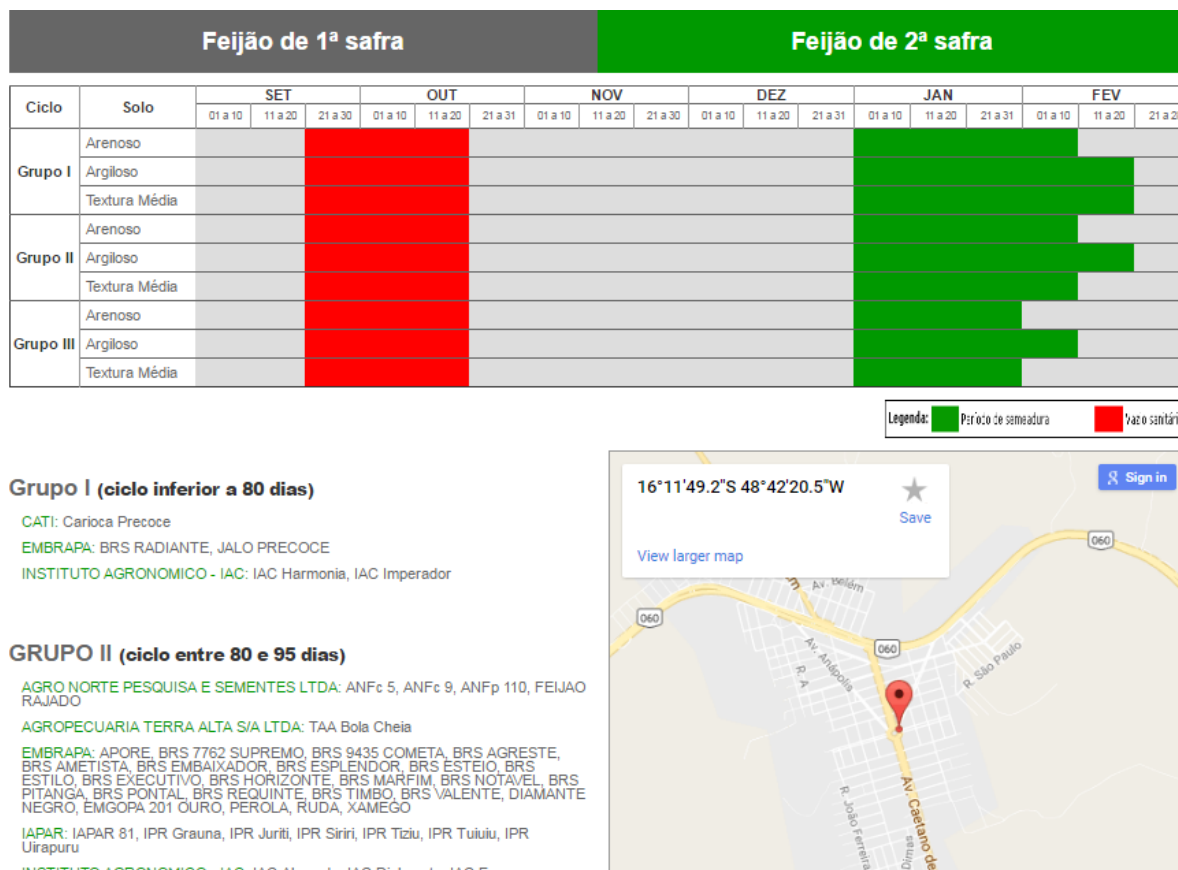 Feijão de 1ª safra
Feijão de 2ª safra
Ciclo Solo SET OUT NOV DEZ JAN FEV
01 a 10 11 a 20 21 a 30 01 a 10 11 a 20 21 a 31 01 a 10 11 a 20 21 a 30 01 a 10 11 a 20 21 a 31 01 a 10 11 a 20 21 a 31 01 a 10 11 a 20
Grupo I
Arenoso
Argiloso
Textura Média
Grupo II
Arenoso
Argiloso
Textura Média
Grupo III
Arenoso
Argiloso
Textura Média
Legenda: Período de semeadura
Grupo I (ciclo inferior a 80 dias)
CATI: Carioca Precoce
EMBRAPA: BRS RADIANTE, JALO PRECOCE
INSTITUTO AGRONOMICO - IAC: IAC Harmonia, IAC Imperador
GRUPO II (ciclo entre 80 e 95 dias)
AGRO NORTE PESQUISA E SEMENTES LTDA: ANFc 5, ANFc 9, ANFp 110, FEIJAO
RAJADO
AGROPECUARIA TERRA ALTA S/A LTDA: TAA Bola Cheia
EMBRAPA: APORE, BRS 7762 SUPREMO, BRS 9435 COMETA, BRS AGRESTE,
BRS AMETISTA, BRS EMBAIXADOR, BRS ESPLENDOR, BRS ESTEIO, BRS
ESTILO, BRS EXECUTIVO, BRS HORIZONTE, BRS MARFIM, BRS NOTAVEL, BRS
PITANGA, BRS PONTAL, BRS REQUINTE, BRS TIMBO, BRS VALENTE, DIAMANTE
NEGRO, EMGOPA 201 OURO, PEROLA, RUDA, XAMEGO
IAPAR: IAPAR 81, IPR Grauna, IPR Juriti, IPR Siriri, IPR Tiziu, IPR Tuiuiu, IPR
Uirapuru
16°11'49.2"S 48°42'20.5"W
Save
View larger map
Sign in
060
Av. Belém
060
060
Av. Anápolis
R. A
R. São Paulo
Av. Caetano de
R. João Ferreira
Dimas